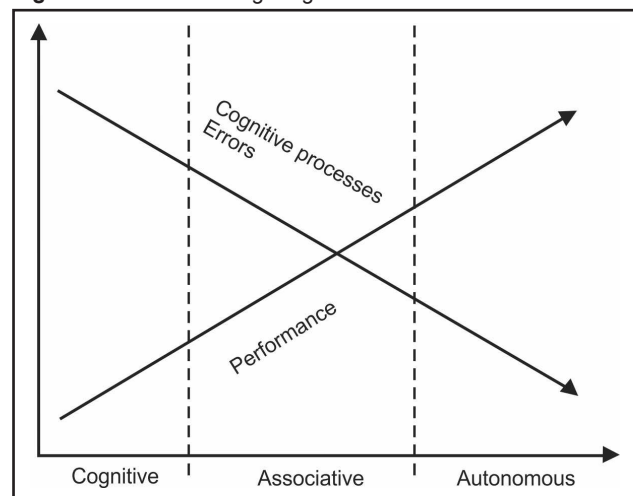 Cognitive processes
Errors
Performance
Cognitive
Associative
Autonomous